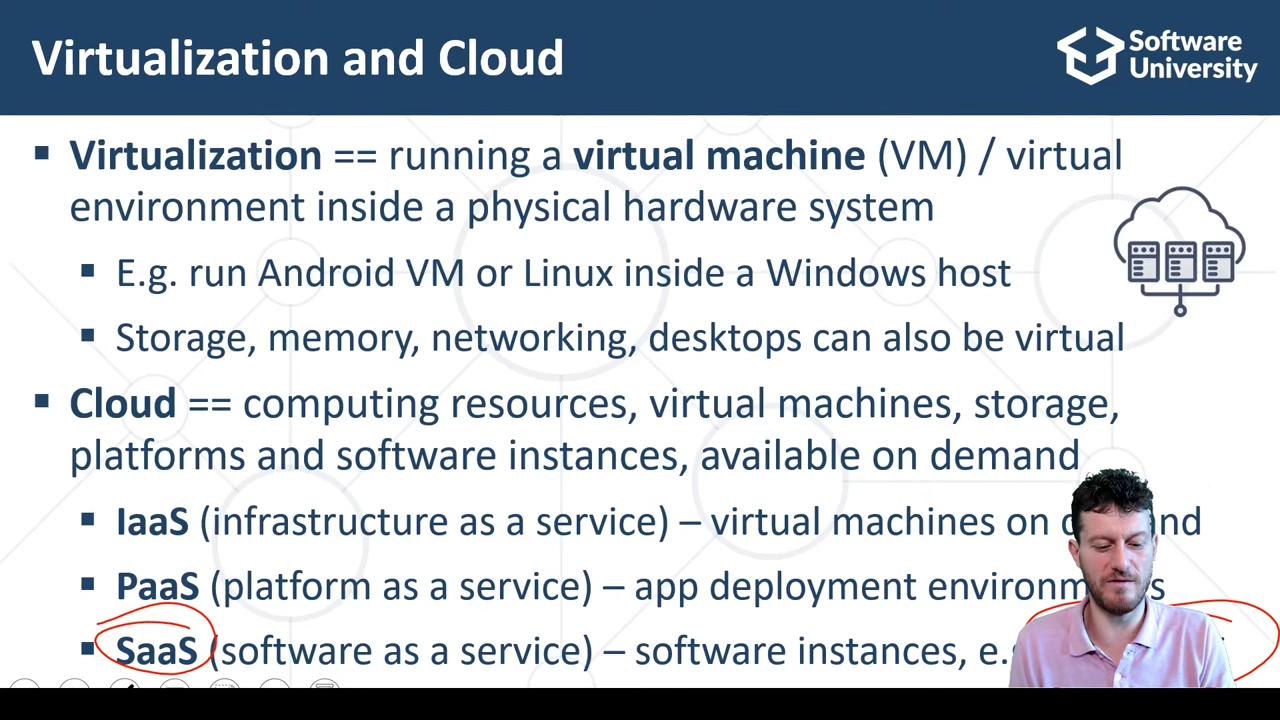 Virtualization and Cloud
Software
University
▪ Virtualization == running a virtual machine (VM) / virtual
environment inside a physical hardware system
▪ E.g. run Android VM or Linux inside a Windows host
▪ Storage, memory, networking, desktops can also be virtual
▪ Cloud == computing resources, virtual machines, storage,
platforms and software instances, available on demand
▪ IaaS (infrastructure as a service) – virtual machines on
▪ PaaS (platform as a service) – app deployment
▪ SaaS (software as a service) – software instances,